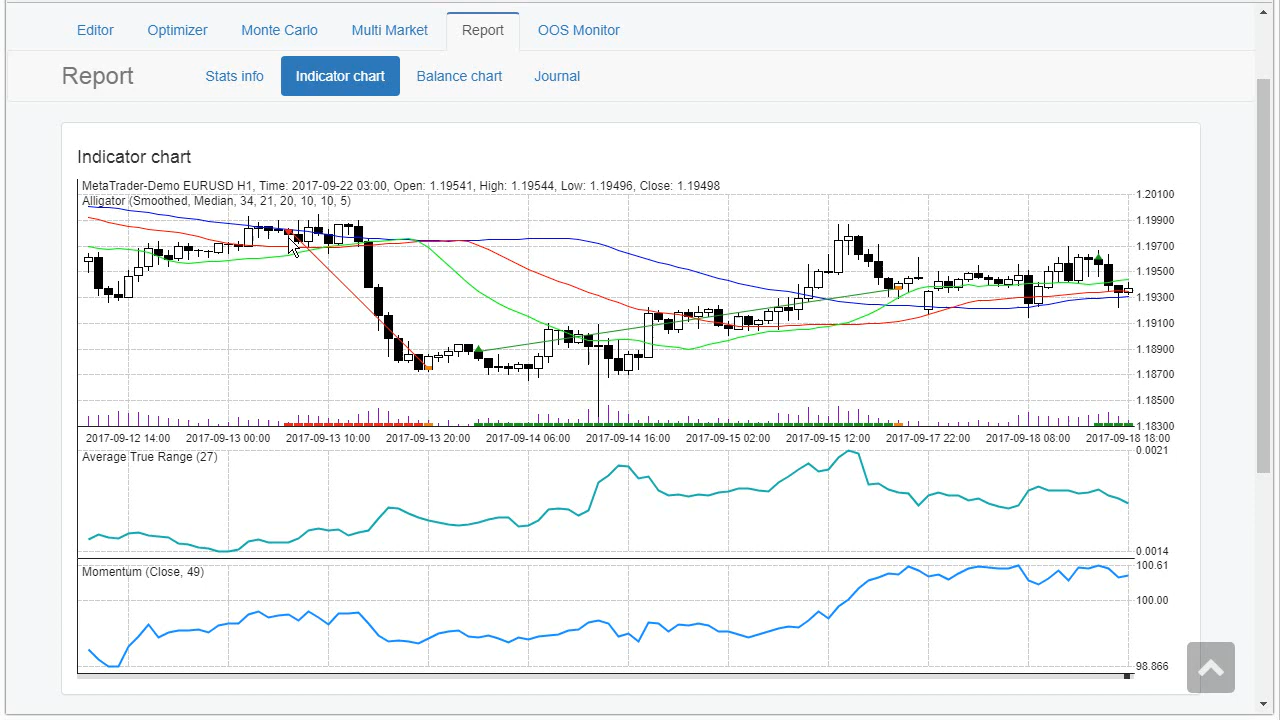 Editor Optimizer Monte Carlo Multi Market Report OOS Monitor
Report Stats info Indicator chart Balance chart Journal
Indicator chart
MetaTrader-Demo EURUSD H1, Time: 2017-09-22 03:00, Open: 1.19541, High: 1.19544, Low: 1.19496, Close: 1.19498
Alligator (Smoothed, Median, 34, 21, 20, 10, 10, 5)
1.20100
1.19900
1.19700
1.19500
1.19300
1.19100
1.18900
1.18700
1.18500
1.18300
2017-09-12 14:00 2017-09-13 00:00 2017-09-13 10:00 2017-09-13 20:00 2017-09-14 06:00 2017-09-14 16:00 2017-09-15 02:00 2017-09-15 12:00 2017-09-17 22:00 2017-09-18 08:00 2017-09-18 18:00
Average True Range (27)
0.0021
0.0014
Momentum (Close, 49)
100.61
100.00
98.866